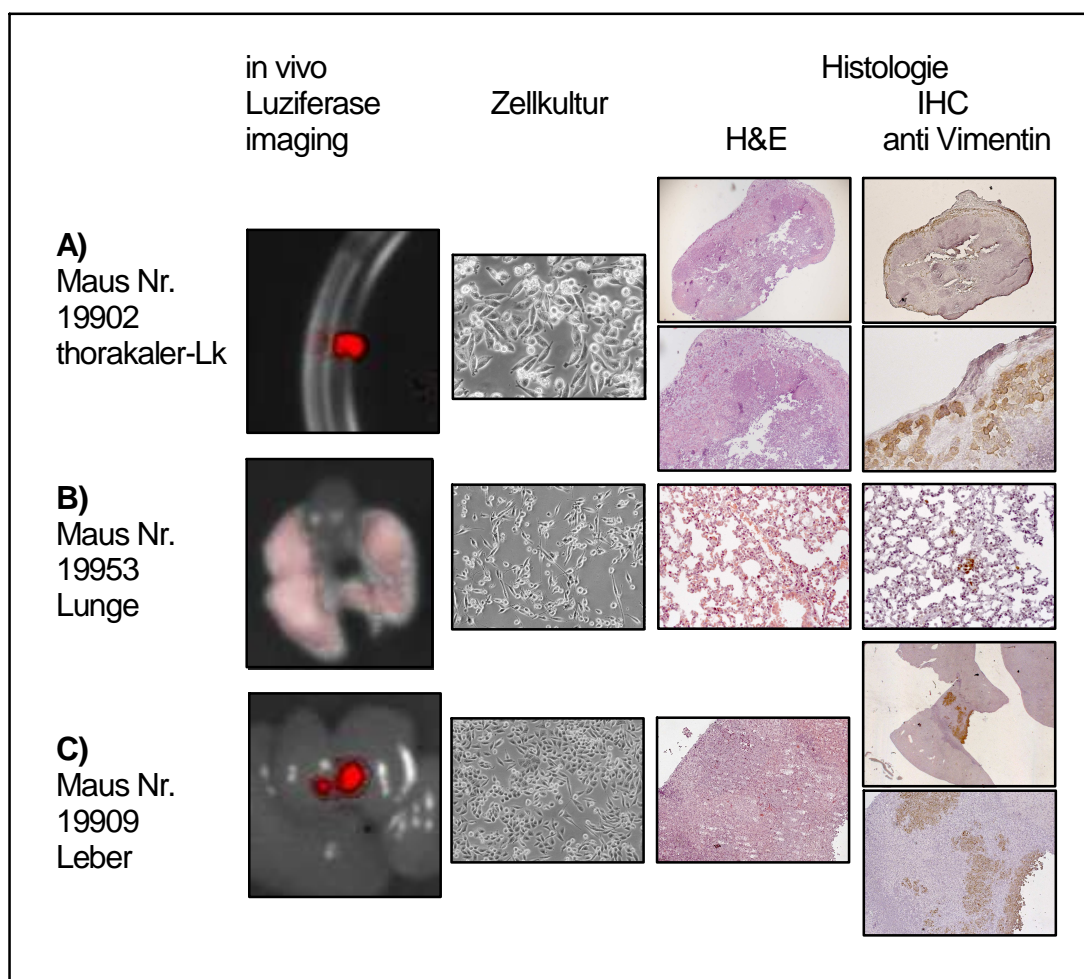 in vivo
Luziferase
imaging
Zellkultur
Histologie
H&E
IHC
anti Vimentin
A)
Maus Nr.
19902
thorakaler-Lk
B)
Maus Nr.
19953
Lunge
C)
Maus Nr.
19909
Leber